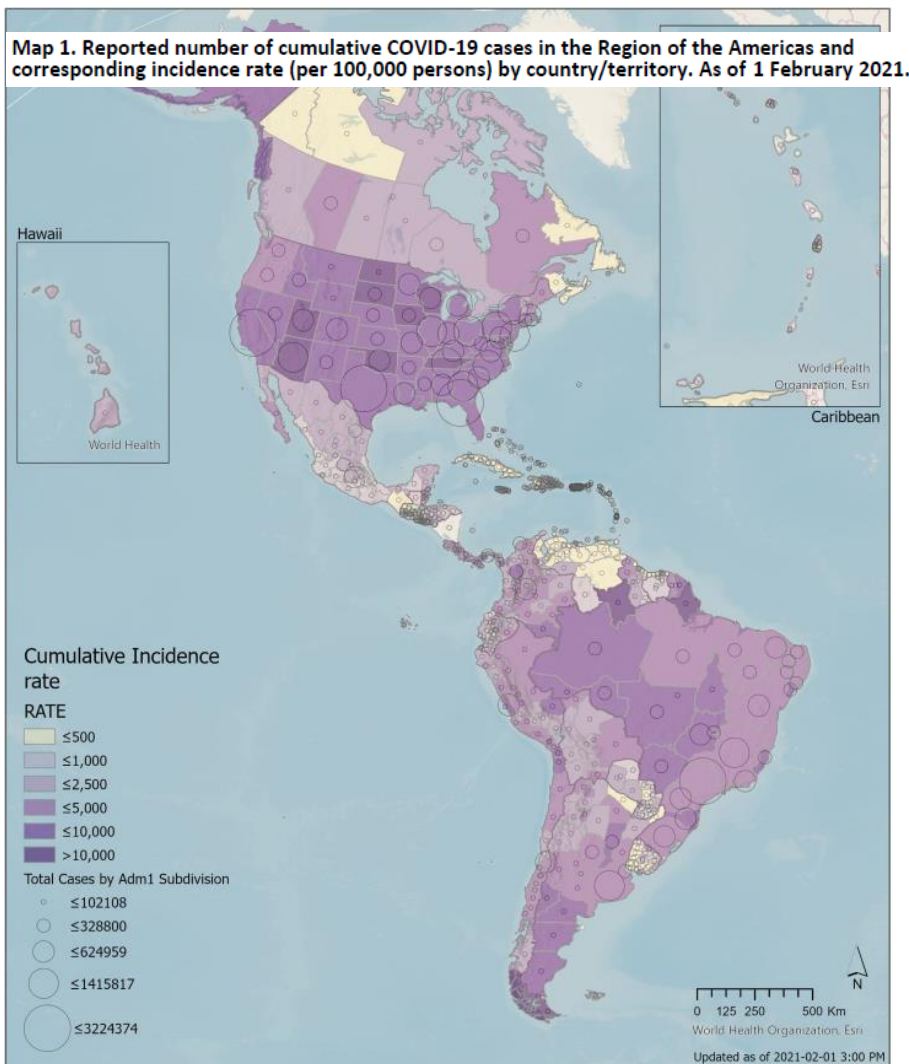 Map 1. Reported number of cumulative COVID-19 cases in the Region of the Americas and
corresponding incidence rate (per 100,000 persons) by country/territory. As of 1 February 2021.
Hawaii
World Health
World Health
Organization, Esri
Caribbean
Cumulative Incidence
rate
RATE
≤500
≤1,000
≤2,500
≤5,000
≤10,000
>10,000
Total Cases by Adm1 Subdivision
≤102108
≤328800
≤624959
≤1415817
≤3224374
N
0 125 250 500 Km
World Health Organization, Esri
Updated as of 2021-02-01 3:00 PM